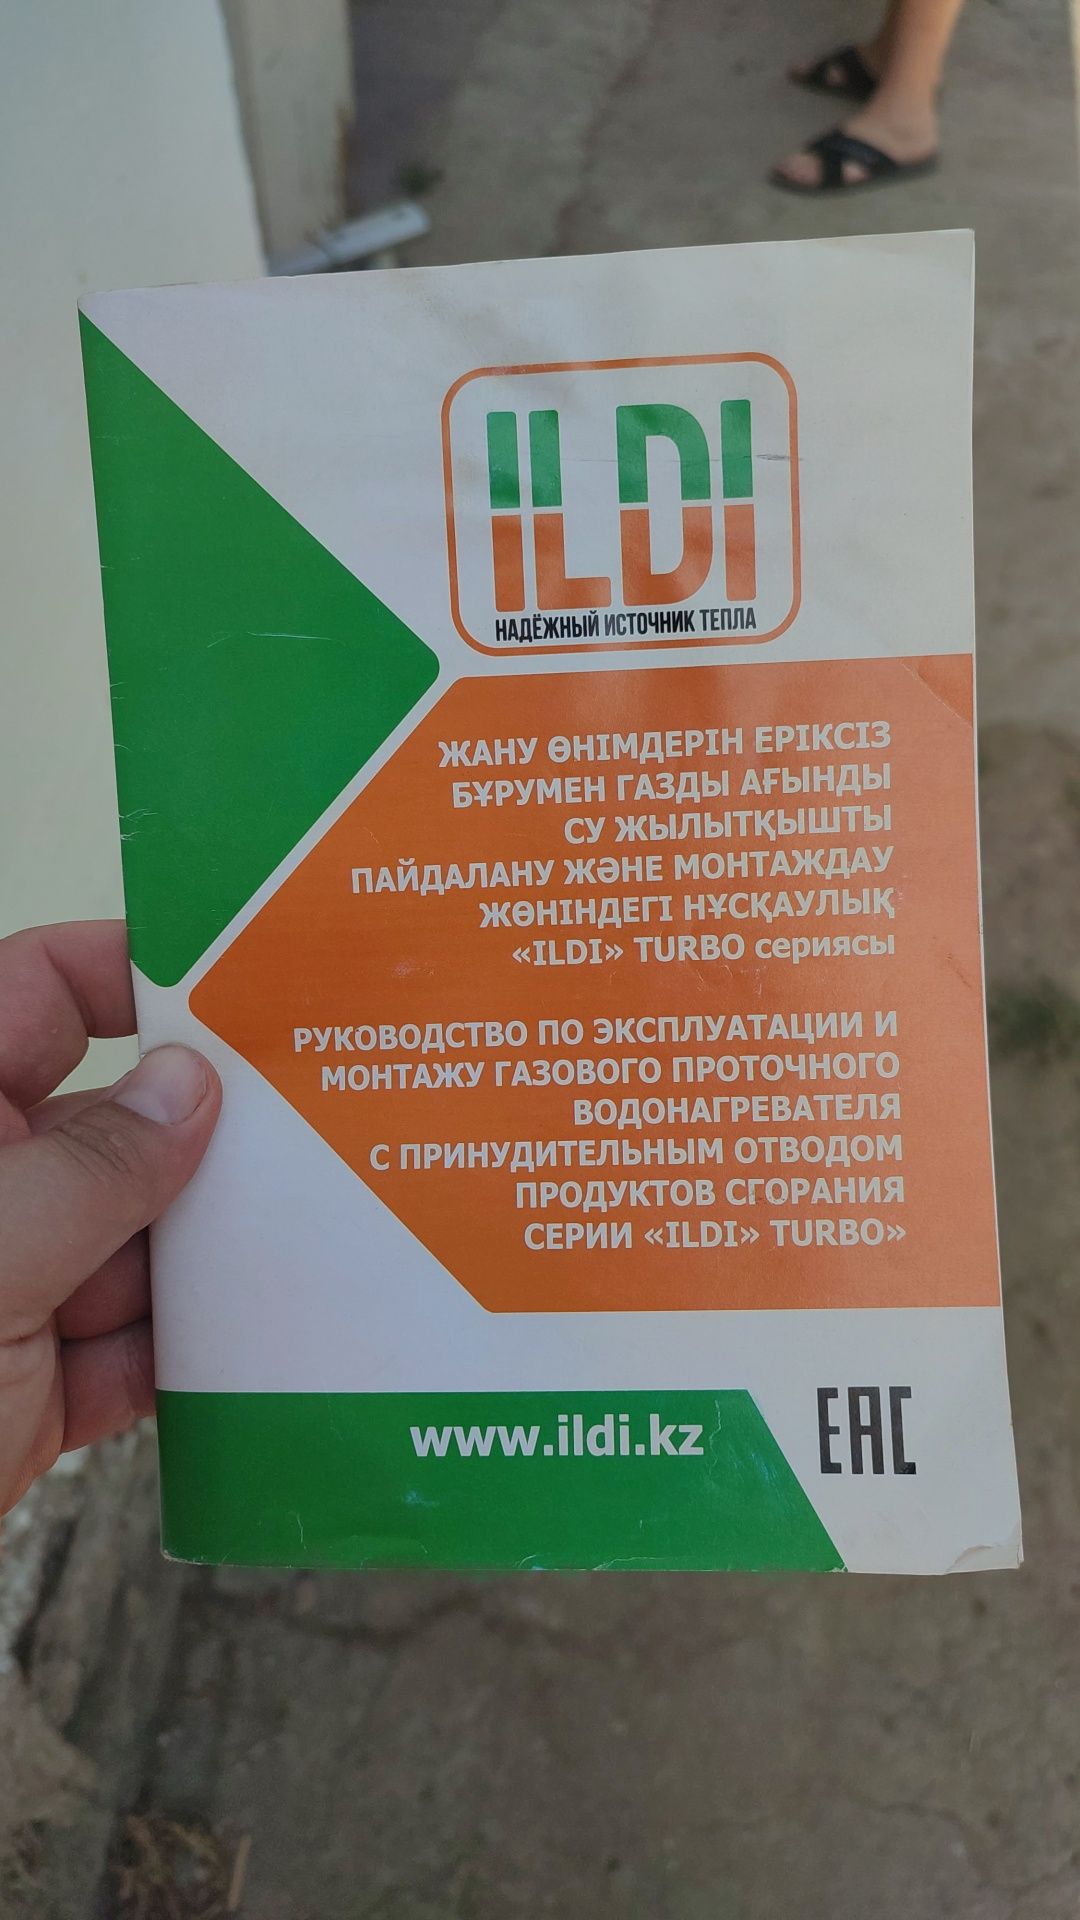 ILDI
НАДЁЖНЫЙ ИСТОЧНИК ТЕПЛА
ЖАНУ ӨНІМДЕРІН ЕРІКСІЗ
БҰРУМЕН ГАЗДЫ АҒЫНДЫ
СУ ЖЫЛЫТҚЫШТЫ
ПАЙДАЛАНУ ЖӘНЕ МОНТАЖДАУ
ЖӨНІНДЕГІ НҰСҚАУЛЫҚ
«ILDI» TURBO сериясы
РУКОВОДСТВО ПО ЭКСПЛУАТАЦИИ И
МОНТАЖУ ГАЗОВОГО ПРОТОЧНОГО
ВОДОНАГРЕВАТЕЛЯ
С ПРИНУДИТЕЛЬНЫМ ОТВОДОМ
ПРОДУКТОВ СГОРАНИЯ
СЕРИИ «ILDI» TURBO»
www.ildi.kz
EAC